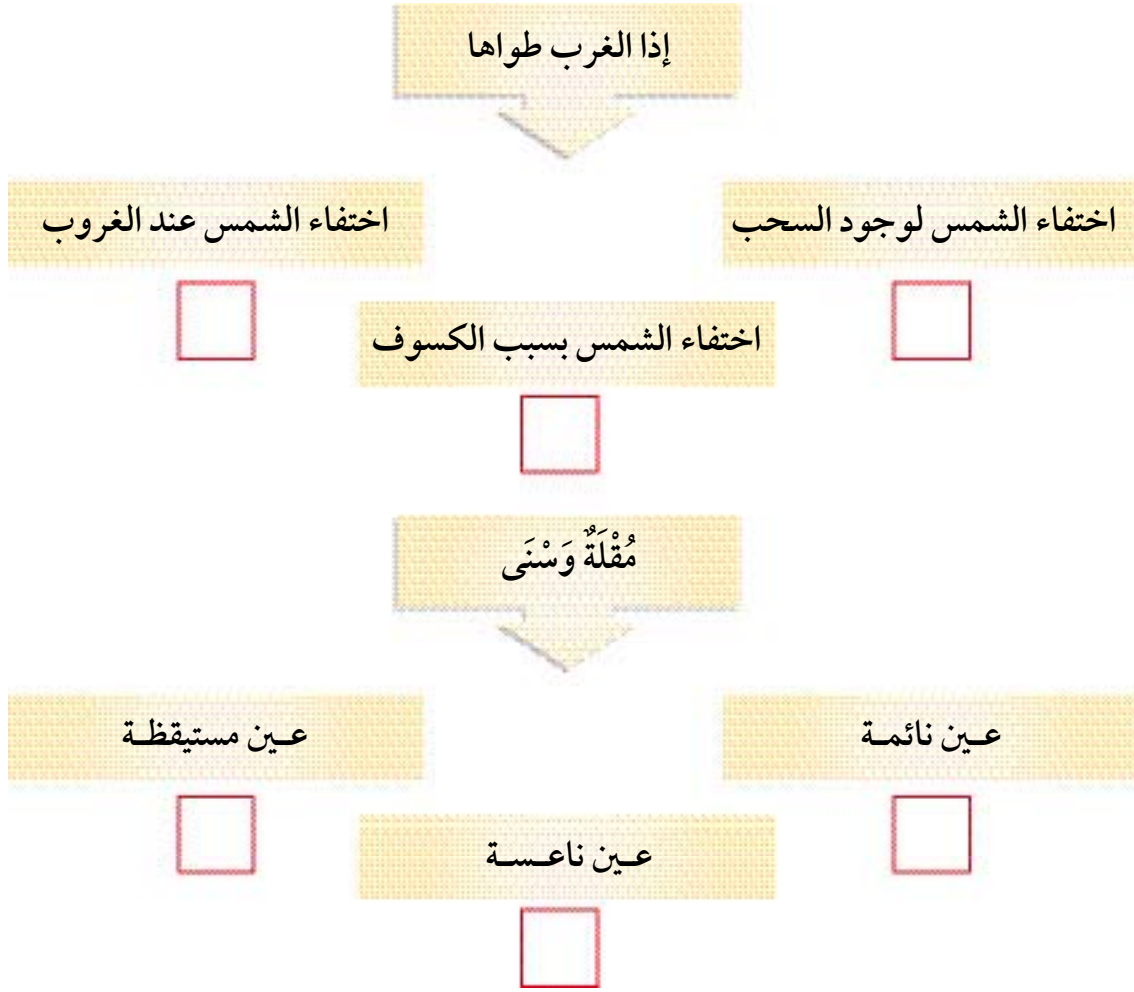 إذا الغرب طواها
اختفاء الشمس لوجود السحب
اختفاء الشمس عند الغروب
اختفاء الشمس بسبب الكسوف
مُقْلَةٌ وَسْنَى
عـين نائمـة
عـين مستيقظـة
عـين ناعـسـة